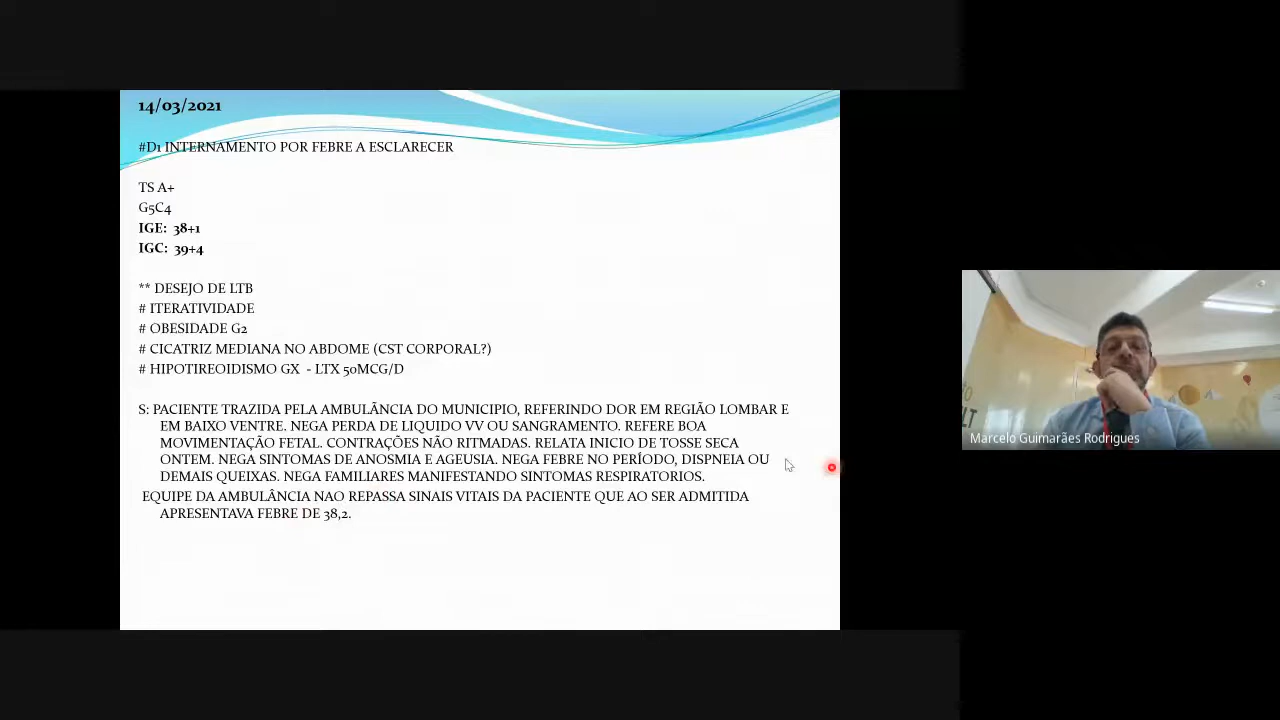 14/03/2021
#D1 INTERNAMENTO POR FEBRE A ESCLARECER
TS A+
G5C4
IGE: 38+1
IGC: 39+4
** DESEJO DE LTB
# ITERATIVIDADE
# OBESIDADE G2
# CICATRIZ MEDIANA NO ABDOME (CST CORPORAL?)
# HIPOTIREOIDISMO GX - LTX 50MCG/D
S: PACIENTE TRAZIDA PELA AMBULÂNCIA DO MUNICIPIO, REFERINDO DOR EM REGIÃO LOMBAR E
EM BAIXO VENTRE. NEGA PERDA DE LIQUIDO VV OU SANGRAMENTO. REFERE BOA
MOVIMENTAÇÃO FETAL. CONTRAÇÕES NÃO RITMADAS. RELATA INICIO DE TOSSE SECA
ONTEM. NEGA SINTOMAS DE ANOSMIA E AGEUSIA. NEGA FEBRE NO PERÍODO, DISPNEIA OU
DEMAIS QUEIXAS. NEGA FAMILIARES MANIFESTANDO SINTOMAS RESPIRATORIOS.
EQUIPE DA AMBULÂNCIA NAO REPASSA SINAIS VITAIS DA PACIENTE QUE AO SER ADMITIDA
APRESENTAVA FEBRE DE 38,2.
Marcelo Guimarães Rodrigues